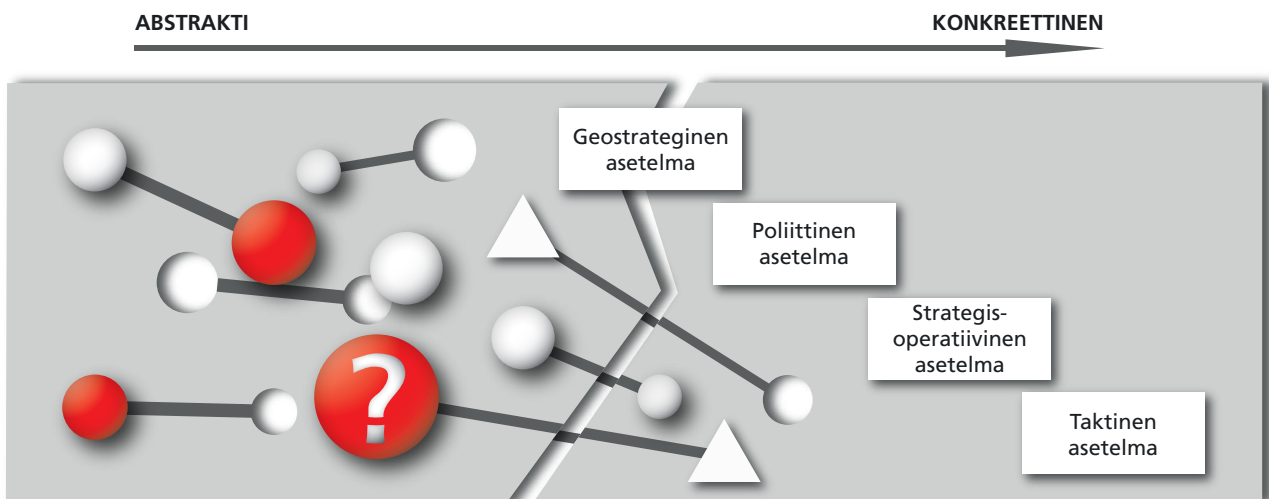 ABSTRAKTI
KONKREETTINEN
Geostrateginen
asetelma
Poliittinen
asetelma
Strategis-
operatiivinen
asetelma
?
Taktinen
asetelma